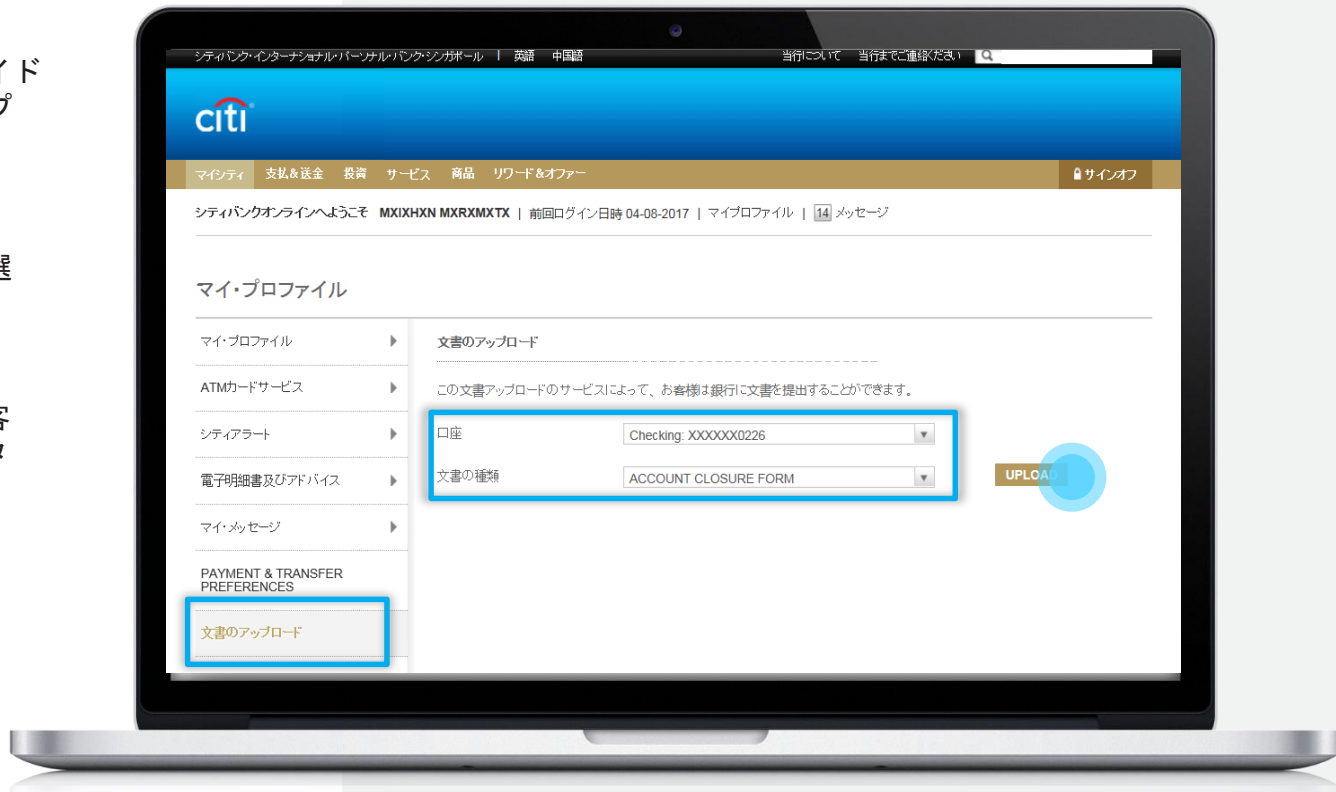 イド
プ
選
客
タ
シティバンク・インターナショナル・パーソナル・バンク・シンガポール | 英語 中国語 当行について 当行までご連絡ください
citi
マイシティ 支払&送金 投資 サービス 商品 リワード&オファー サインオフ
シティバンクオンラインへようこそ MXIXHXN MXRXMXTX | 前回ログイン日時 04-08-2017 | マイプロファイル | 14 メッセージ
マイ・プロファイル
マイ・プロファイル
ATMカードサービス
シティアラート
電子明細書及びアドバイス
マイ・メッセージ
PAYMENT & TRANSFER
PREFERENCES
文書のアップロード
文書のアップロード
この文書アップロードのサービスによって、お客様は銀行に文書を提出することができます。
口座 Checking: XXXXXX0226
文書の種類 ACCOUNT CLOSURE FORM
UPLOAD